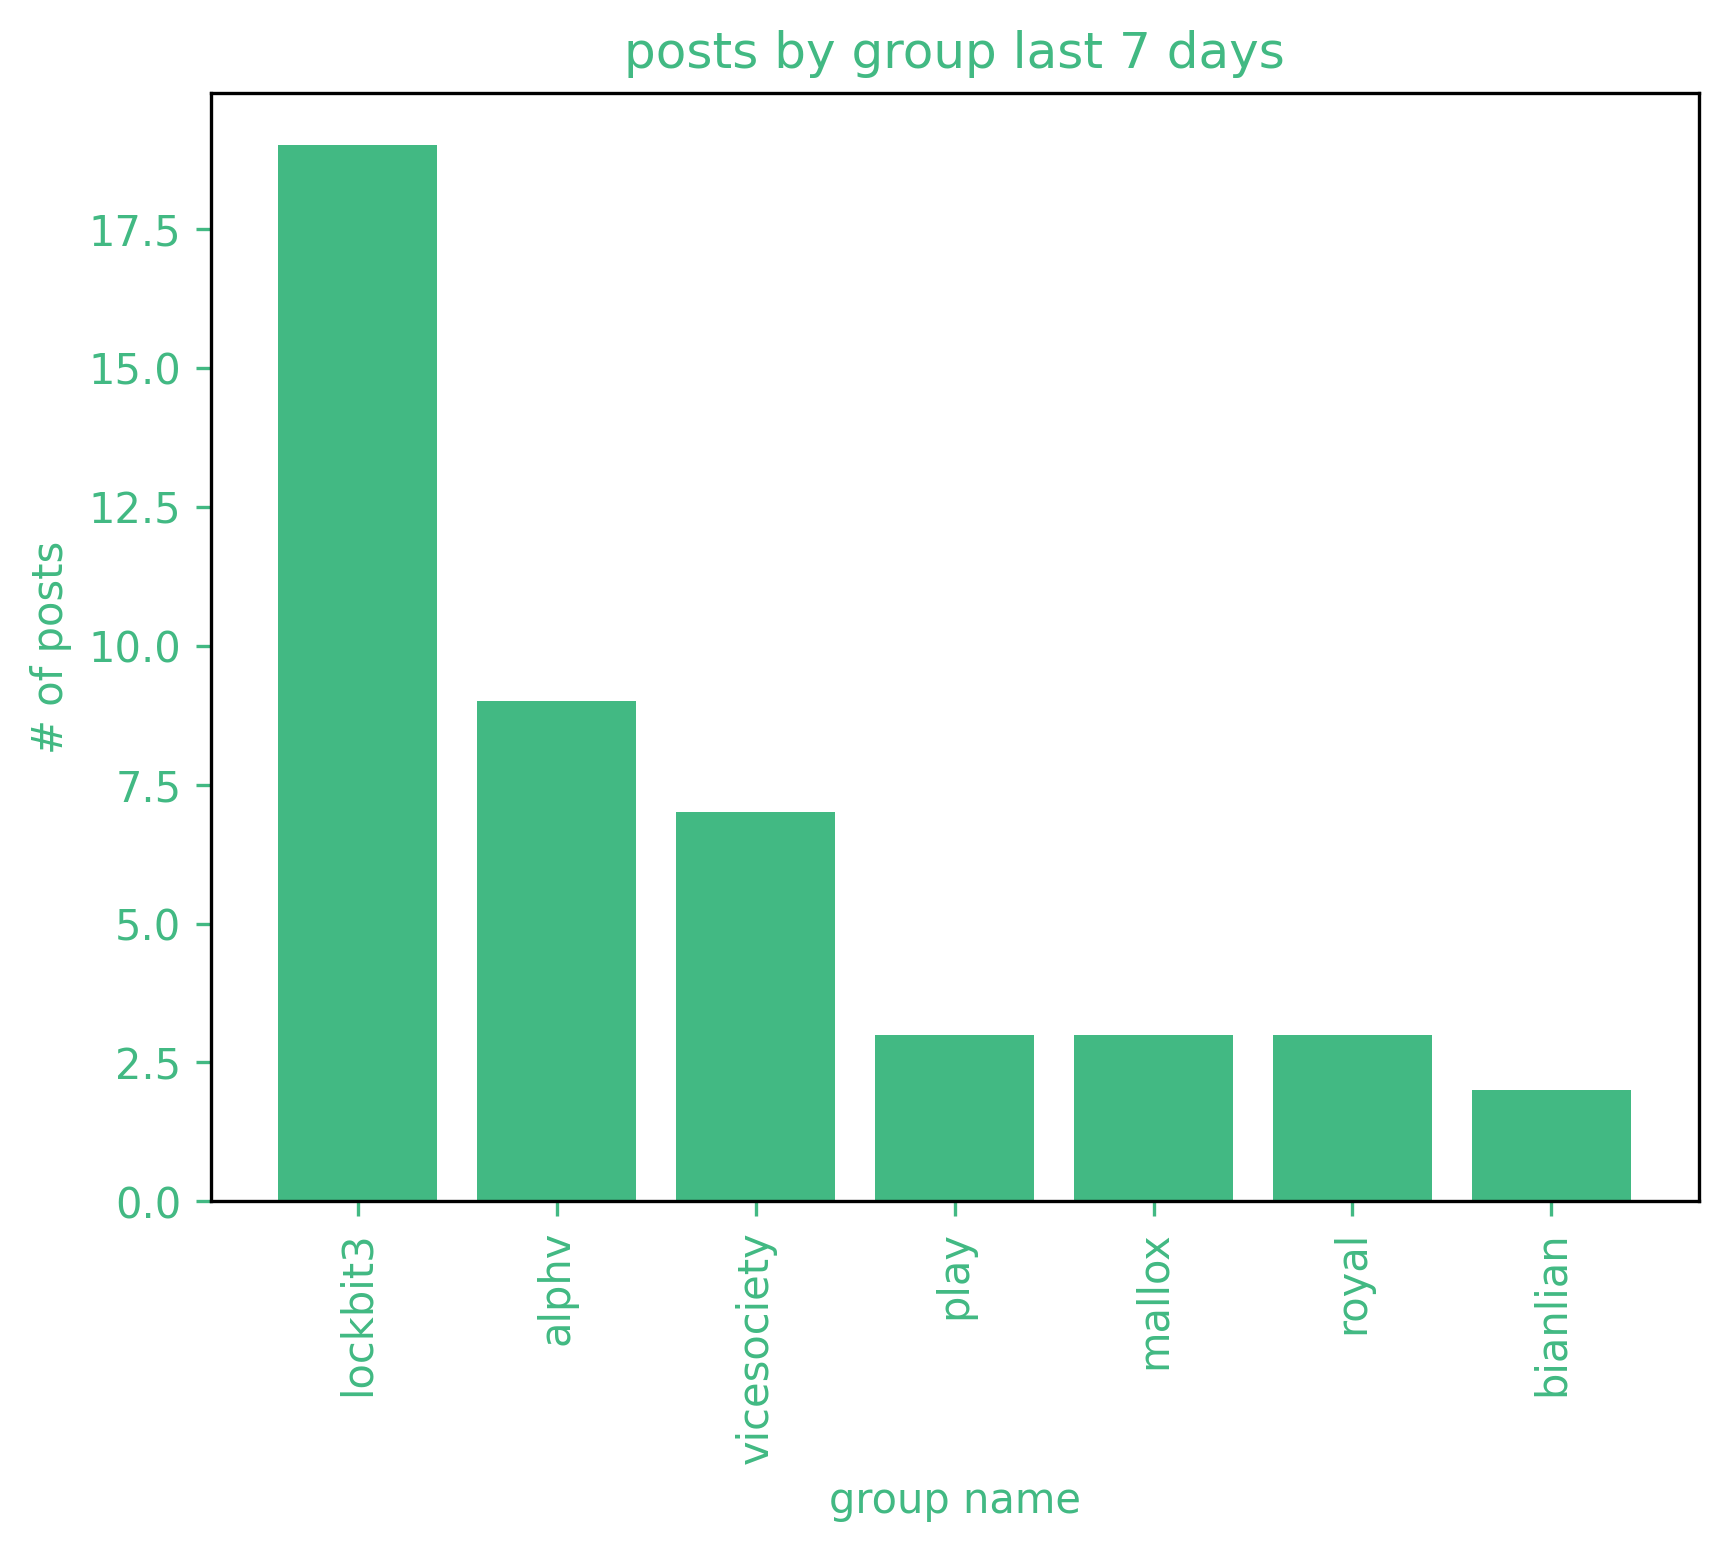 posts by group last 7 days
# of posts
17.5
15.0
12.5
10.0
7.5
5.0
2.5
0.0
lockbit3
alphv
vicesociety
play
mallox
royal
bianlian
group name